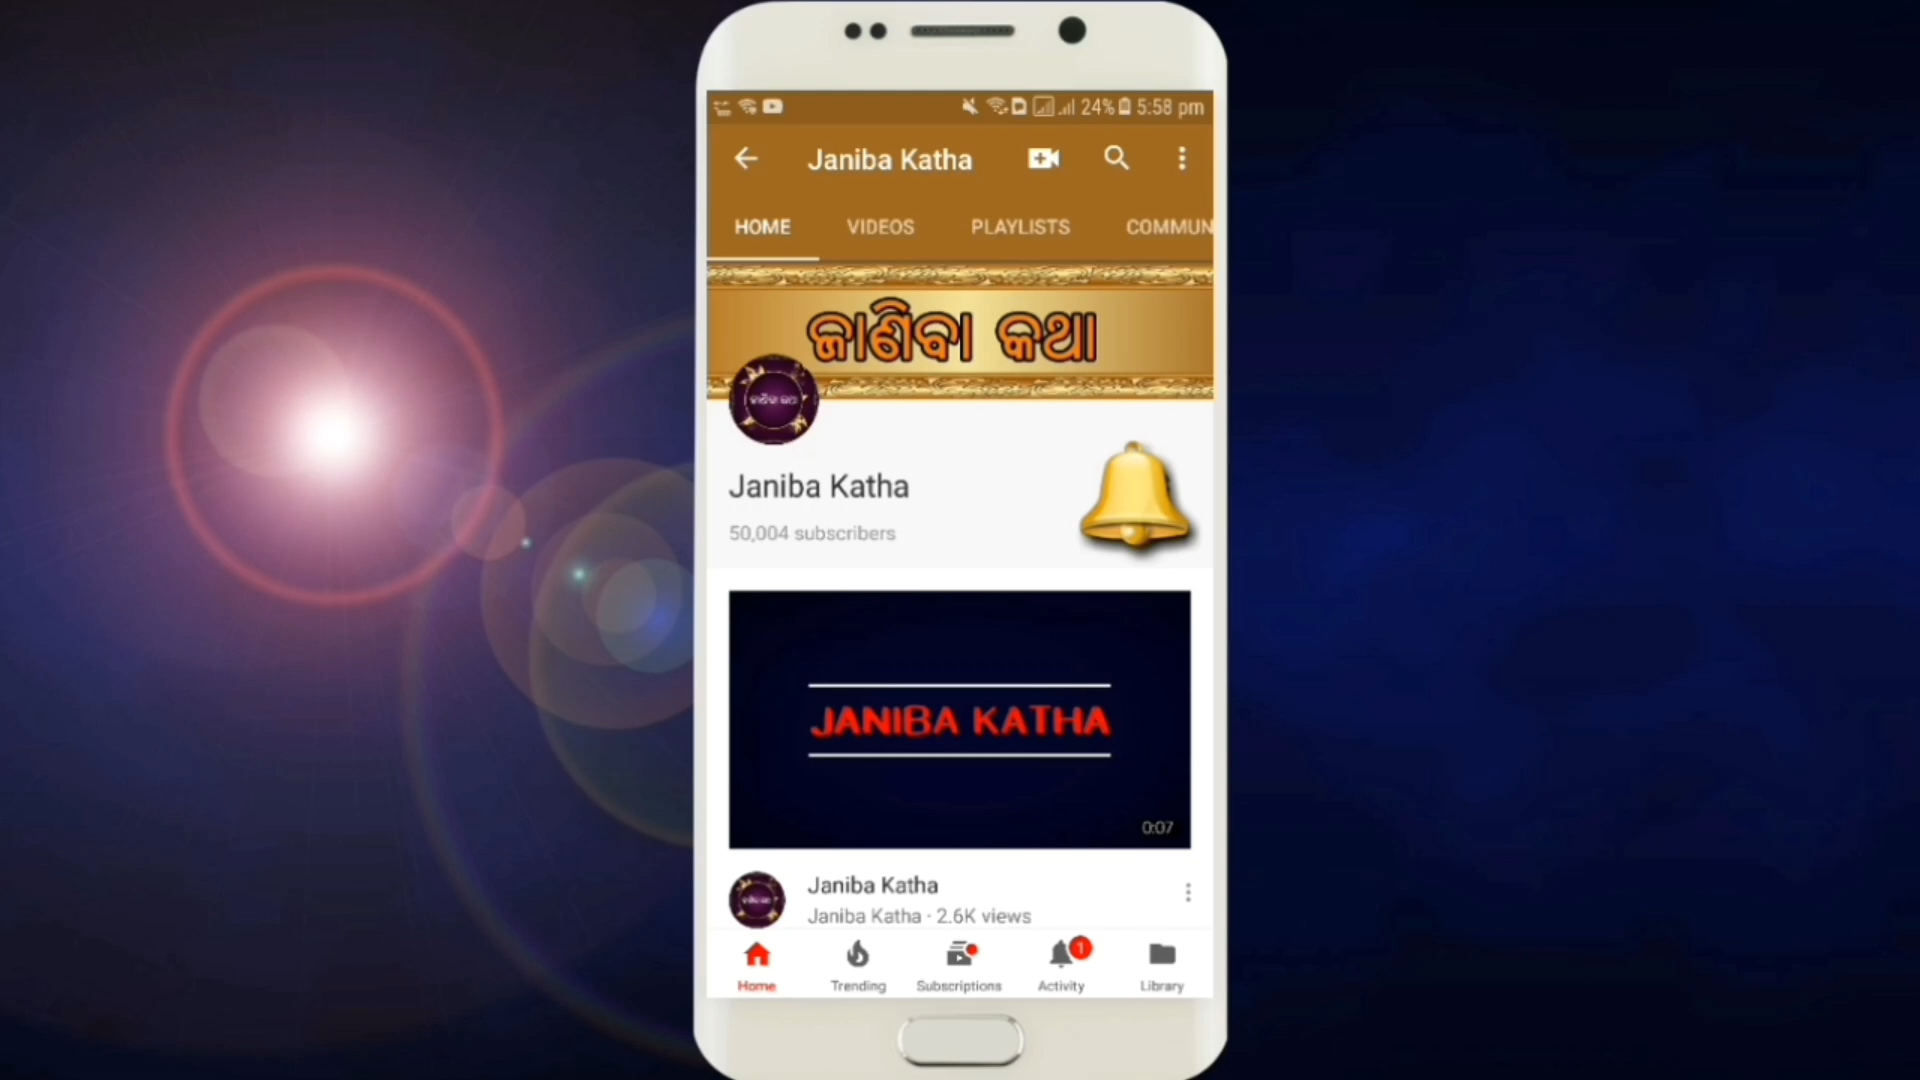 24% 5:58 pm
Janiba Katha
HOME VIDEOS PLAYLISTS COMMUN
ଜାଣିବା କଥା
ଜାଣିବା କଥା
Janiba Katha
50,004 subscribers
JANIBA KATHA
0:07
Janiba Katha
Janiba Katha · 2.6K views
1
Home Trending Subscriptions Activity Library